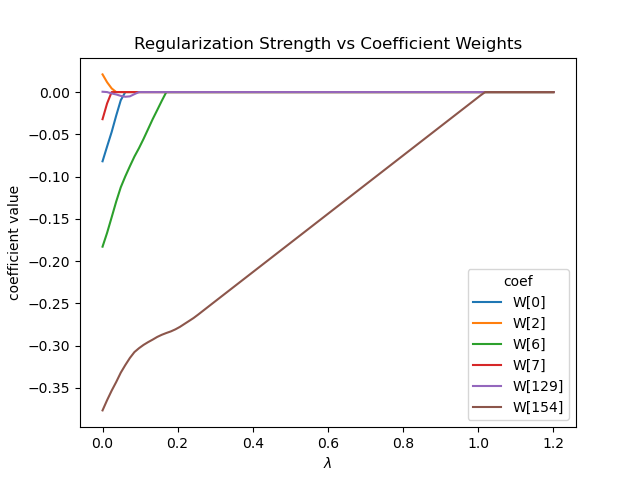 Regularization Strength vs Coefficient Weights
coefficient value
0.00
−0.05
−0.10
−0.15
−0.20
−0.25
−0.30
−0.35
0.0 0.2 0.4 0.6 0.8 1.0 1.2
λ
coef
W[0]
W[2]
W[6]
W[7]
W[129]
W[154]